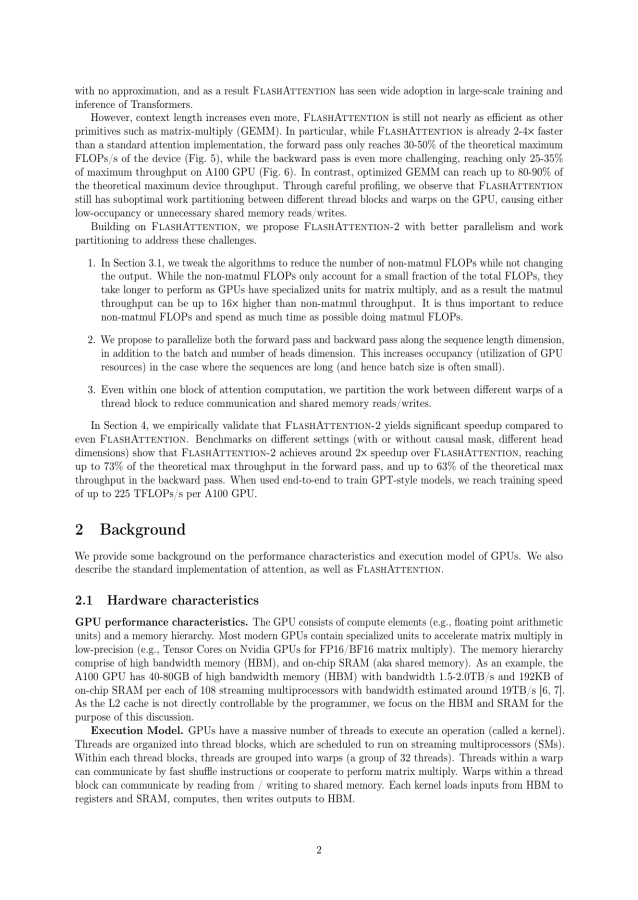 with no approximation, and as a result FLASHATTENTION has seen wide adoption in large-scale training and
inference of Transformers.
However, context length increases even more, FLASHATTENTION is still not nearly as efficient as other
primitives such as matrix-multiply (GEMM). In particular, while FLASHATTENTION is already 2-4× faster
than a standard attention implementation, the forward pass only reaches 30-50% of the theoretical maximum
FLOPs/s of the device (Fig. 5), while the backward pass is even more challenging, reaching only 25-35%
of maximum throughput on A100 GPU (Fig. 6). In contrast, optimized GEMM can reach up to 80-90% of
the theoretical maximum device throughput. Through careful profiling, we observe that FLASHATTENTION
still has suboptimal work partitioning between different thread blocks and warps on the GPU, causing either
low-occupancy or unnecessary shared memory reads/writes.
Building on FLASHATTENTION, we propose FLASHATTENTION-2 with better parallelism and work
partitioning to address these challenges.
1. In Section 3.1, we tweak the algorithms to reduce the number of non-matmul FLOPs while not changing
the output. While the non-matmul FLOPs only account for a small fraction of the total FLOPs, they
take longer to perform as GPUs have specialized units for matrix multiply, and as a result the matmul
throughput can be up to 16× higher than non-matmul throughput. It is thus important to reduce
non-matmul FLOPs and spend as much time as possible doing matmul FLOPs.
2. We propose to parallelize both the forward pass and backward pass along the sequence length dimension,
in addition to the batch and number of heads dimension. This increases occupancy (utilization of GPU
resources) in the case where the sequences are long (and hence batch size is often small).
3. Even within one block of attention computation, we partition the work between different warps of a
thread block to reduce communication and shared memory reads/writes.
In Section 4, we empirically validate that FLASHATTENTION-2 yields significant speedup compared to
even FLASHATTENTION. Benchmarks on different settings (with or without causal mask, different head
dimensions) show that FLASHATTENTION-2 achieves around 2× speedup over FLASHATTENTION, reaching
up to 73% of the theoretical max throughput in the forward pass, and up to 63% of the theoretical max
throughput in the backward pass. When used end-to-end to train GPT-style models, we reach training speed
of up to 225 TFLOPs/s per A100 GPU.
2 Background
We provide some background on the performance characteristics and execution model of GPUs. We also
describe the standard implementation of attention, as well as FLASHATTENTION.
2.1 Hardware characteristics
GPU performance characteristics. The GPU consists of compute elements (e.g., floating point arithmetic
units) and a memory hierarchy. Most modern GPUs contain specialized units to accelerate matrix multiply in
low-precision (e.g., Tensor Cores on Nvidia GPUs for FP16/BF16 matrix multiply). The memory hierarchy
comprise of high bandwidth memory (HBM), and on-chip SRAM (aka shared memory). As an example, the
A100 GPU has 40-80GB of high bandwidth memory (HBM) with bandwidth 1.5-2.0TB/s and 192KB of
on-chip SRAM per each of 108 streaming multiprocessors with bandwidth estimated around 19TB/s [6, 7].
As the L2 cache is not directly controllable by the programmer, we focus on the HBM and SRAM for the
purpose of this discussion.
Execution Model. GPUs have a massive number of threads to execute an operation (called a kernel).
Threads are organized into thread blocks, which are scheduled to run on streaming multiprocessors (SMs).
Within each thread blocks, threads are grouped into warps (a group of 32 threads). Threads within a warp
can communicate by fast shuffle instructions or cooperate to perform matrix multiply. Warps within a thread
block can communicate by reading from / writing to shared memory. Each kernel loads inputs from HBM to
registers and SRAM, computes, then writes outputs to HBM.
2